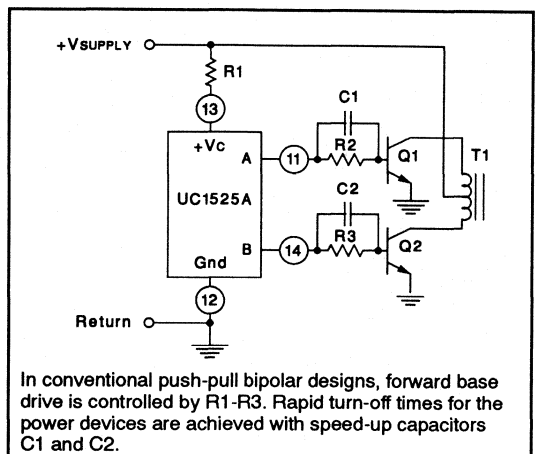 +VSUPPLY
R1
13
+Vc
C1
A
11
R2
Q1
T1
UC1525A
C2
B
14
R3
Q2
Gnd
12
Return
In conventional push-pull bipolar designs, forward base
drive is controlled by R1-R3. Rapid turn-off times for the
power devices are achieved with speed-up capacitors
C1 and C2.